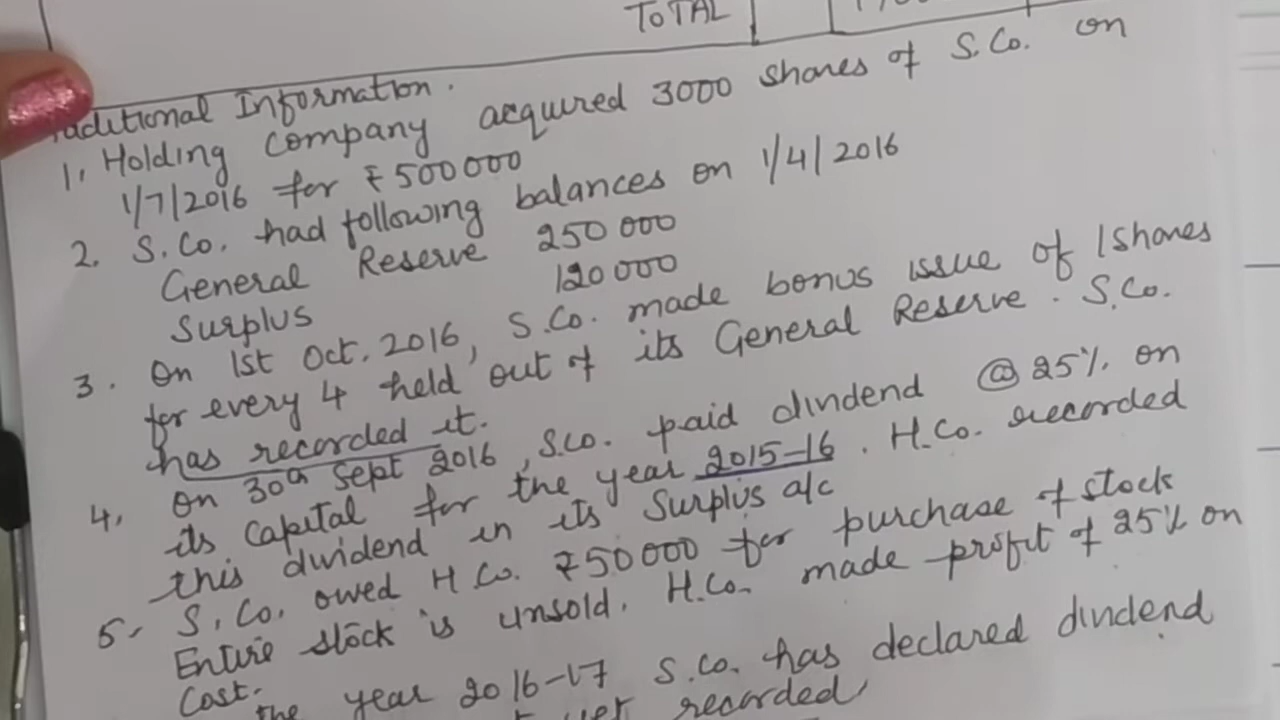 TOTAL
Additional Information.
1. Holding Company acquired 3000 shares of S.Co. on
1/7/2016 for ₹500000
2. S.Co. had following balances on 1/4/2016
General Reserve 250000
Surplus 120000
3. On 1st Oct. 2016, S.Co. made bonus issue of 1 shares
for every 4 held out of its General Reserve. S.Co.
has recorded it.
4. On 30th Sept 2016, S.Co. paid dividend @ 25% on
its Capital for the year 2015-16. H.Co. recorded
this dividend in its Surplus a/c
5. S.Co. owed H Co. ₹50000 for purchase of stock
Entire stock is unsold. H.Co. made profit of 25% on
Cost.
the year 2016-17 S.Co. has declared dividend
yet recorded